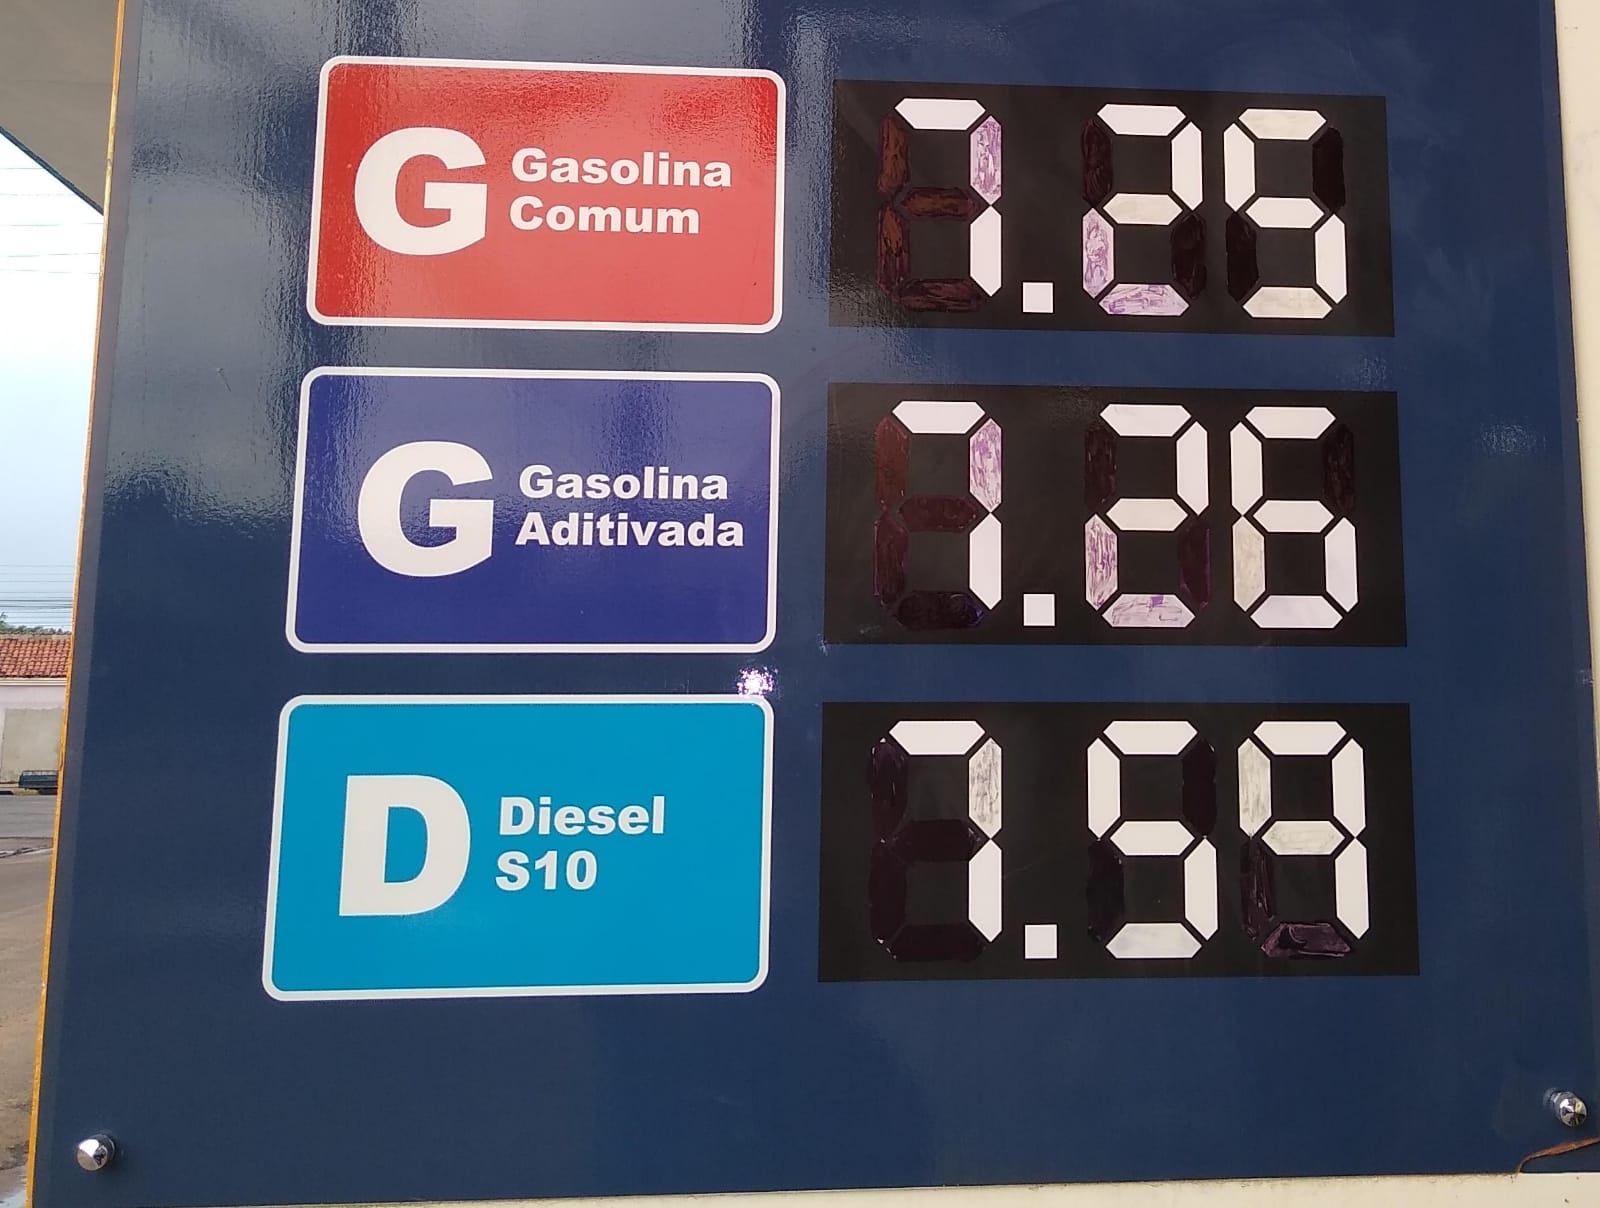 G Gasolina
Comum
7.25
G Gasolina
Aditivada
7.26
D Diesel
S10
7.59